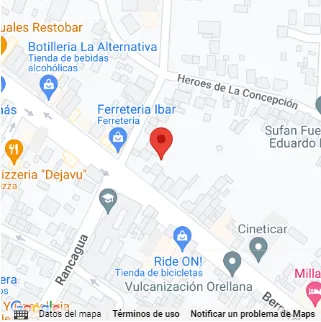 uales Restobar
Botilleria La Alternativa
Tienda de bebidas
alcohólicas
Heroes de La Concepción
ás
Ferreteria Ibar
Ferretería
Sufan Fue
Eduardo
izzeria "Dejavu"
izza
Rancagua
Cineticar
Ride ON!
Tienda de bicicletas
Vulcanización Orellana
Milla
era
Berna
Datos del mapa
Términos de uso
Notificar un problema de Maps